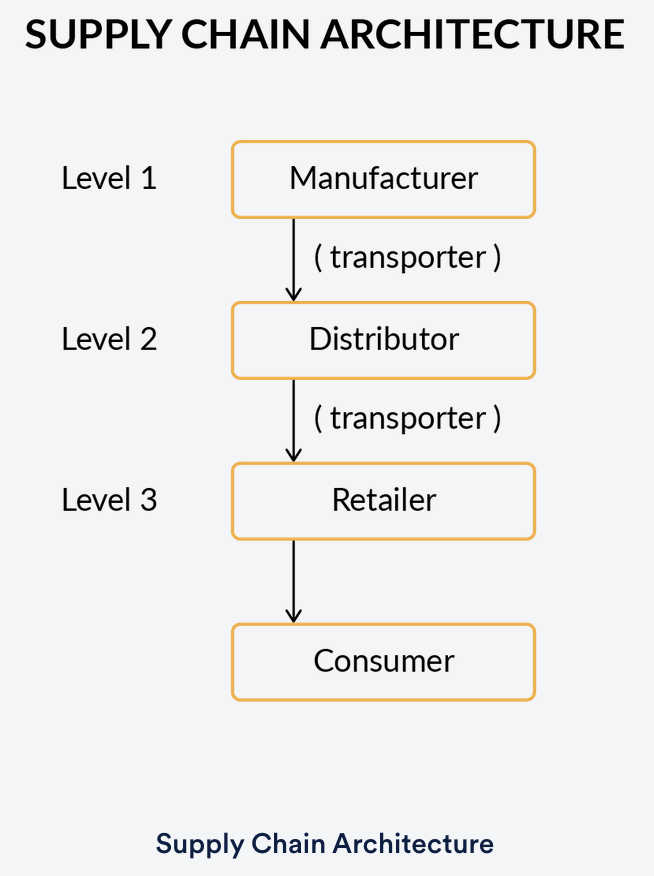 SUPPLY CHAIN ARCHITECTURE
Level 1
Manufacturer
( transporter )
Level 2
Distributor
( transporter )
Level 3
Retailer
Consumer
Supply Chain Architecture